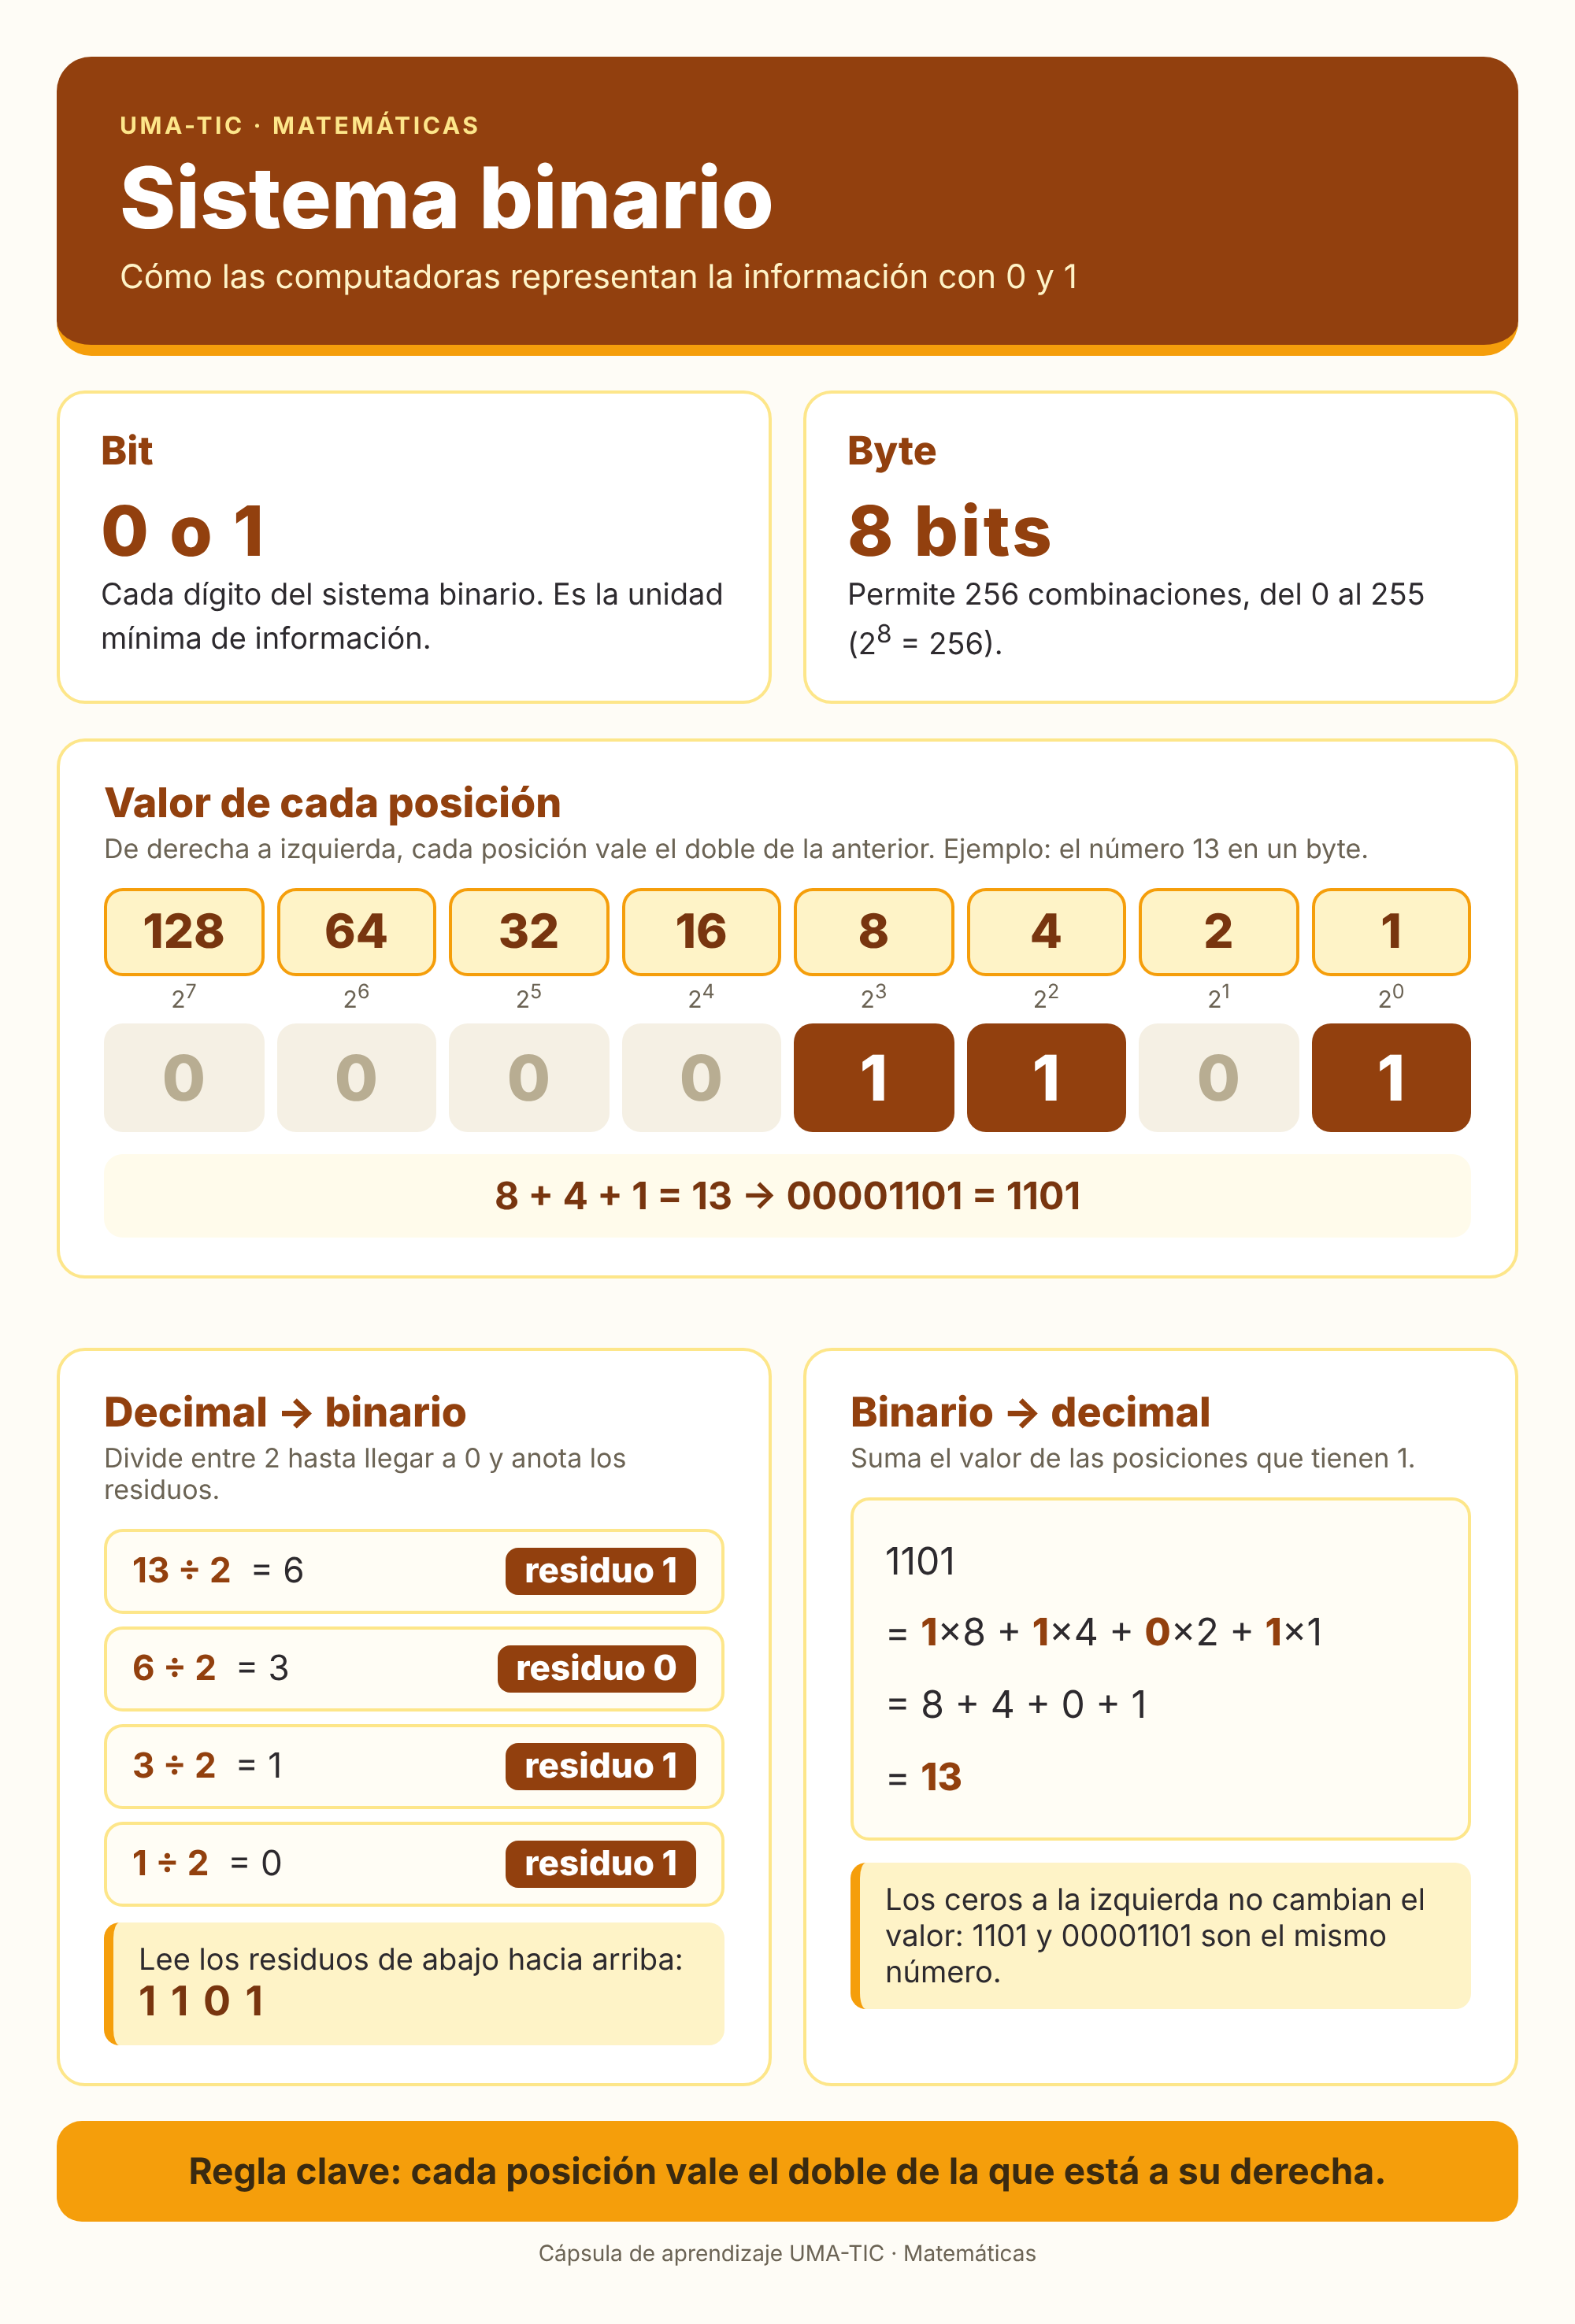 UMA-TIC · MATEMÁTICAS
Sistema binario
Cómo las computadoras representan la información con 0 y 1
Bit
0 o 1
Cada dígito del sistema binario. Es la unidad
mínima de información.
Byte
8 bits
Permite 256 combinaciones, del 0 al 255
(2⁸ = 256).
Valor de cada posición
De derecha a izquierda, cada posición vale el doble de la anterior. Ejemplo: el número 13 en un byte.
128 64 32 16 8 4 2 1
2⁷ 2⁶ 2⁵ 2⁴ 2³ 2² 2¹ 2⁰
0 0 0 0 1 1 0 1
8 + 4 + 1 = 13 → 00001101 = 1101
Decimal → binario
Divide entre 2 hasta llegar a 0 y anota los
residuos.
13 ÷ 2 = 6 residuo 1
6 ÷ 2 = 3 residuo 0
3 ÷ 2 = 1 residuo 1
1 ÷ 2 = 0 residuo 1
Lee los residuos de abajo hacia arriba:
1 1 0 1
Binario → decimal
Suma el valor de las posiciones que tienen 1.
1101
= 1×8 + 1×4 + 0×2 + 1×1
= 8 + 4 + 0 + 1
= 13
Los ceros a la izquierda no cambian el
valor: 1101 y 00001101 son el mismo
número.
Regla clave: cada posición vale el doble de la que está a su derecha.
Cápsula de aprendizaje UMA-TIC · Matemáticas